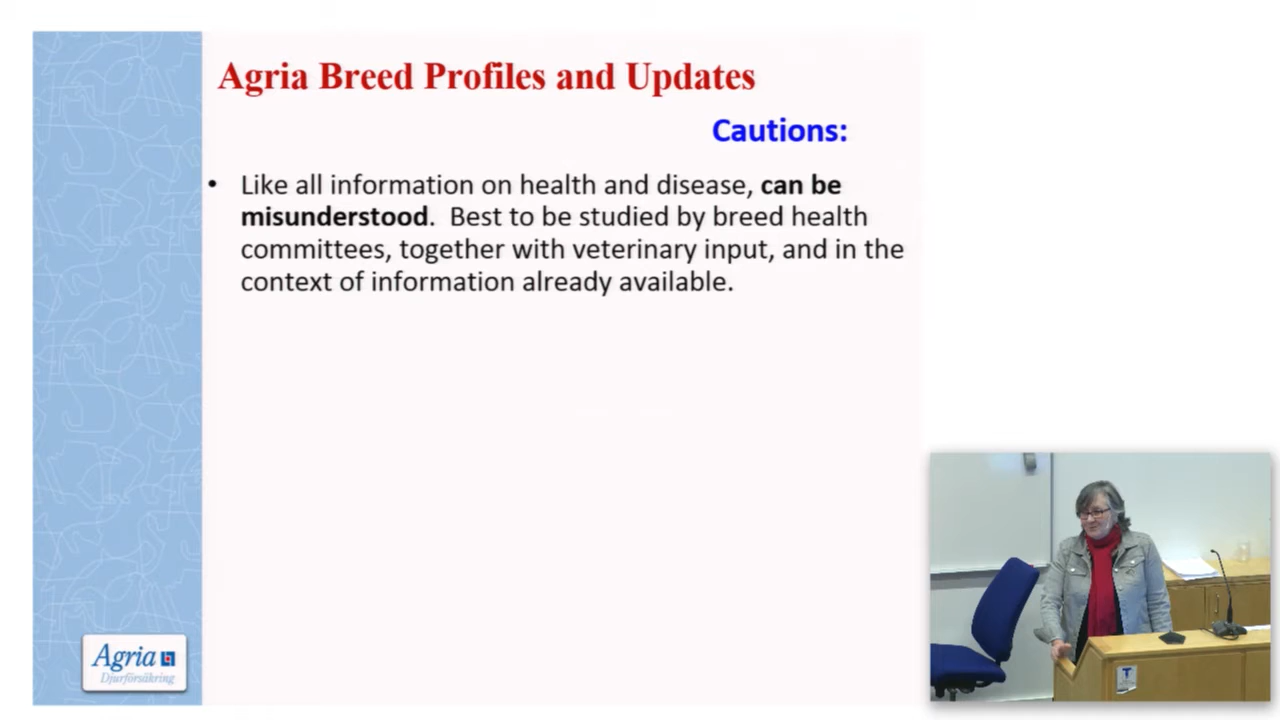 Agria Breed Profiles and Updates
Cautions:
• Like all information on health and disease, can be
misunderstood. Best to be studied by breed health
committees, together with veterinary input, and in the
context of information already available.
Agria
Djurförsäkring
T